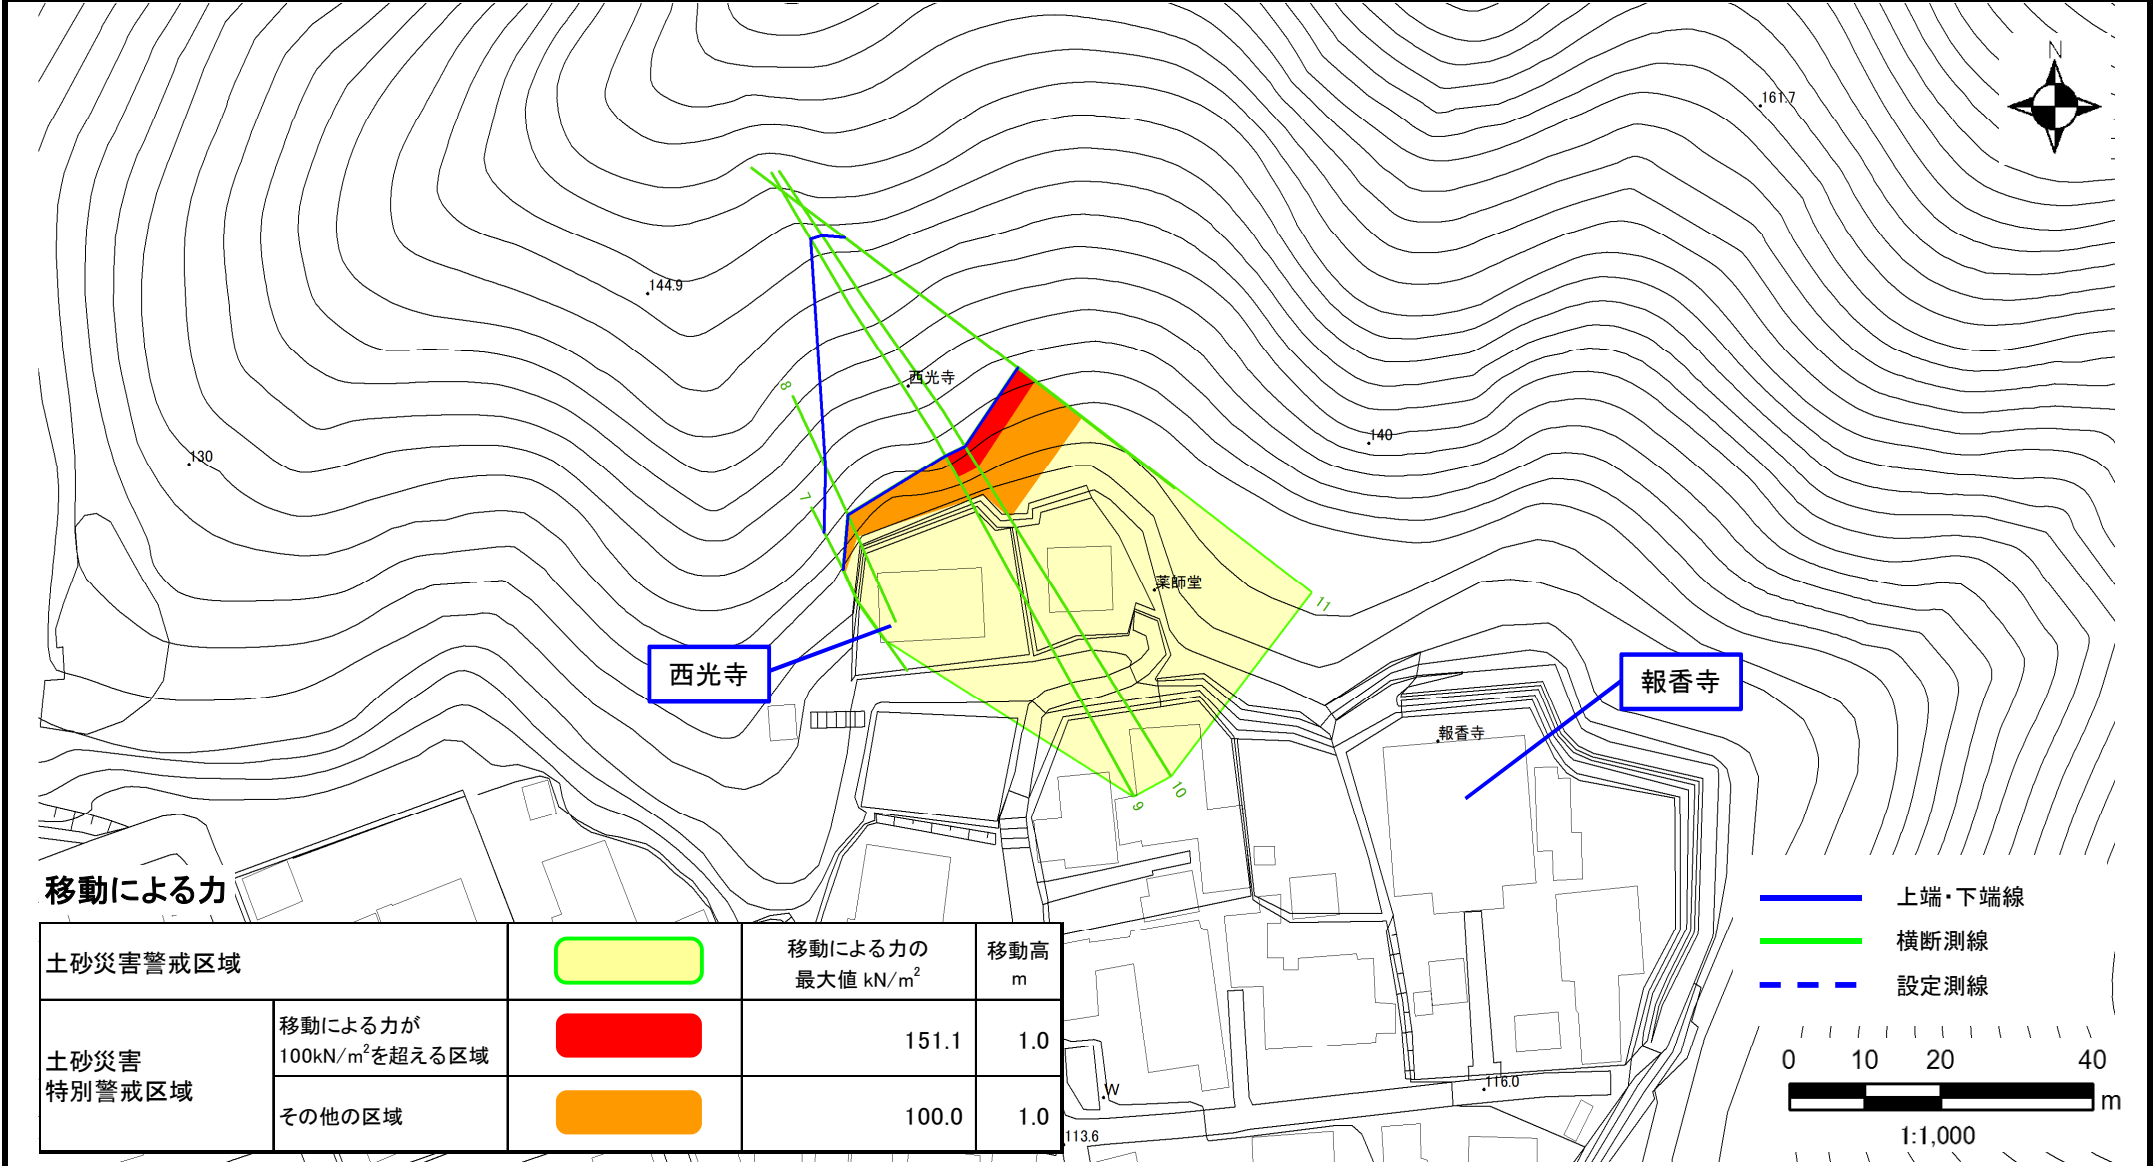 N
161.7
144.9
西光寺
8
140
130
7
薬師堂
11
西光寺
報香寺
報香寺
10
9
移動による力
土砂災害警戒区域
移動による力の
最大値 kN/m²
移動高
m
土砂災害
特別警戒区域
移動による力が
100kN/m²を超える区域
151.1
1.0
その他の区域
100.0
1.0
上端・下端線
横断測線
設定測線
0 10 20 40
m
1:1,000
W
116.0
113.6